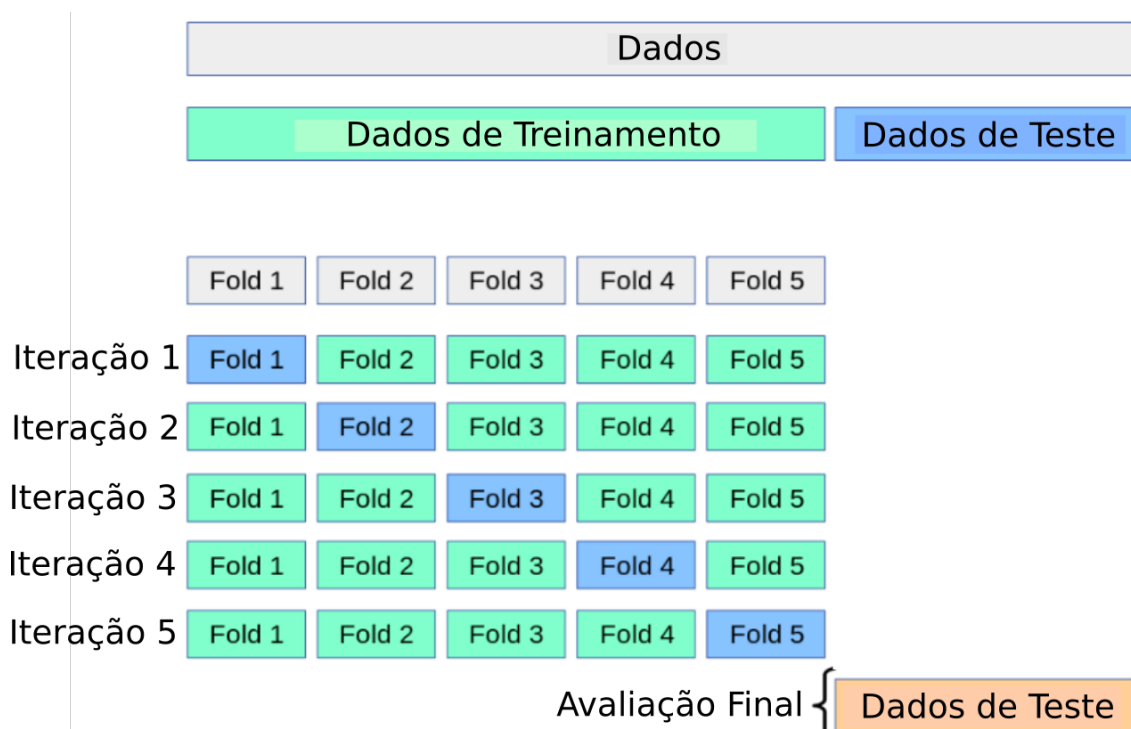 Dados
Dados de Treinamento Dados de Teste
Fold 1 Fold 2 Fold 3 Fold 4 Fold 5
Iteração 1 Fold 1 Fold 2 Fold 3 Fold 4 Fold 5
Iteração 2 Fold 1 Fold 2 Fold 3 Fold 4 Fold 5
Iteração 3 Fold 1 Fold 2 Fold 3 Fold 4 Fold 5
Iteração 4 Fold 1 Fold 2 Fold 3 Fold 4 Fold 5
Iteração 5 Fold 1 Fold 2 Fold 3 Fold 4 Fold 5
Avaliação Final { Dados de Teste